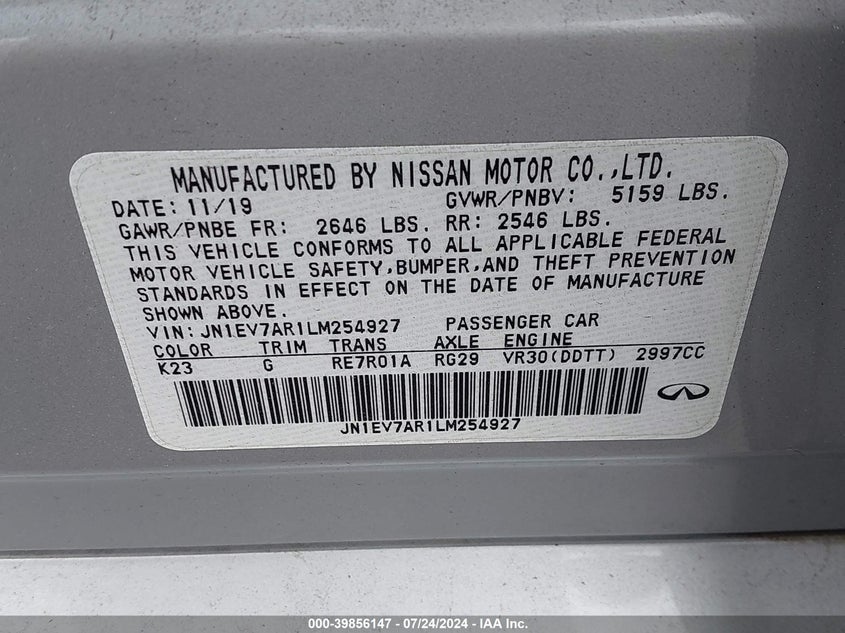 MANUFACTURED BY NISSAN MOTOR CO.,LTD.
DATE: 11/19 GVWR/PNBV: 5159 LBS.
GAWR/PNBE FR: 2646 LBS. RR: 2546 LBS.
THIS VEHICLE CONFORMS TO ALL APPLICABLE FEDERAL
MOTOR VEHICLE SAFETY,BUMPER,AND THEFT PREVENTION
STANDARDS IN EFFECT ON THE DATE OF MANUFACTURE
SHOWN ABOVE.
VIN: JN1EV7AR1LM254927 PASSENGER CAR
COLOR TRIM TRANS AXLE ENGINE
K23 G RE7R01A RG29 VR30(DDTT) 2997CC
JN1EV7AR1LM254927
000-39856147 / 07/24/2024 - IAA Inc.